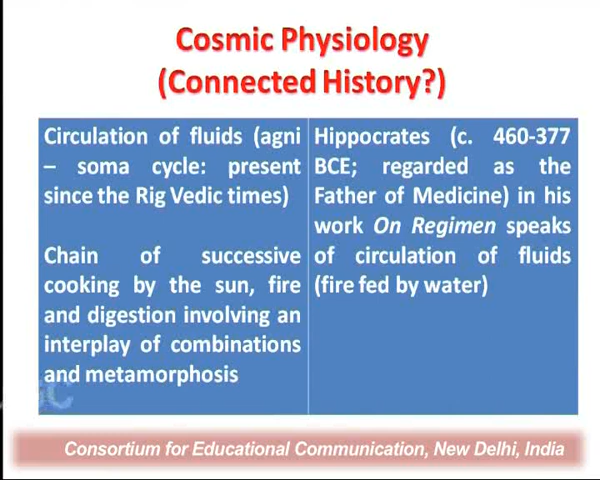 Cosmic Physiology
(Connected History?)
Circulation of fluids (agni
– soma cycle: present
since the Rig Vedic times)
Chain of successive
cooking by the sun, fire
and digestion involving an
interplay of combinations
and metamorphosis
Hippocrates (c. 460-377
BCE; regarded as the
Father of Medicine) in his
work On Regimen speaks
of circulation of fluids
(fire fed by water)
Consortium for Educational Communication, New Delhi, India